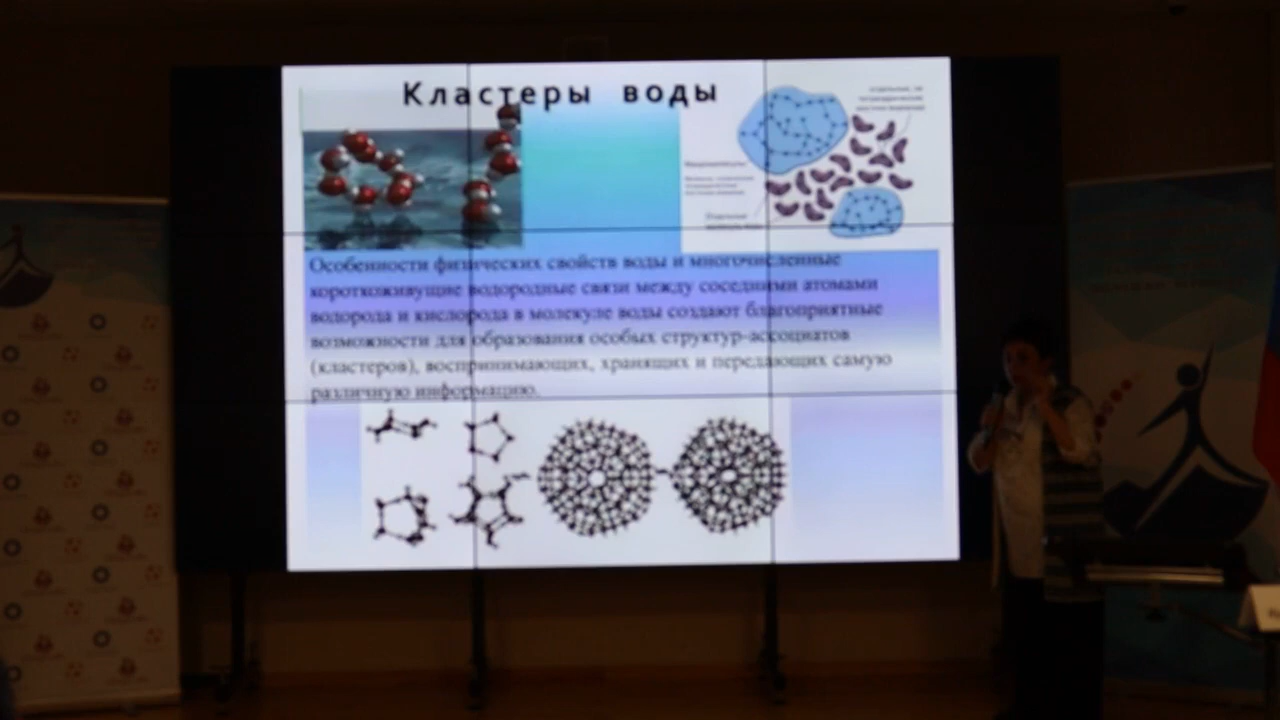 Кластеры воды
Особенности физических свойств воды и многочисленные
короткоживущие водородные связи между соседними атомами
водорода и кислорода в молекуле воды создают благоприятные
возможности для образования особых структур-ассоциатов
(кластеров), воспринимающих, хранящих и передающих самую
различную информацию.